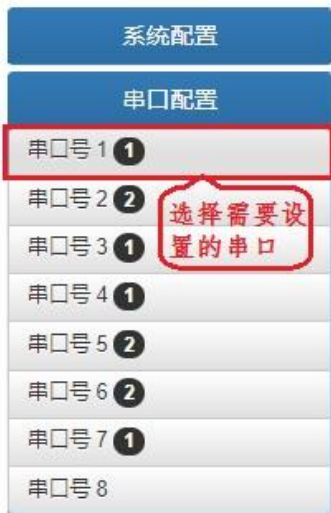 系统配置
串口配置
串口号 1 1
串口号 2 2
选择需要设
置的串口
串口号 3 1
串口号 4 1
串口号 5 2
串口号 6 2
串口号 7 1
串口号 8